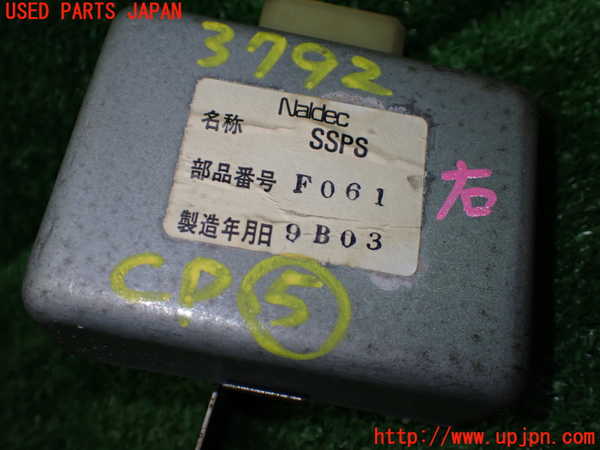 USED PARTS JAPAN
3792
Naldec
名称 SSPS
部品番号 F061
右
製造年月日 9B03
CP⑤
http://www.upjpn.com/